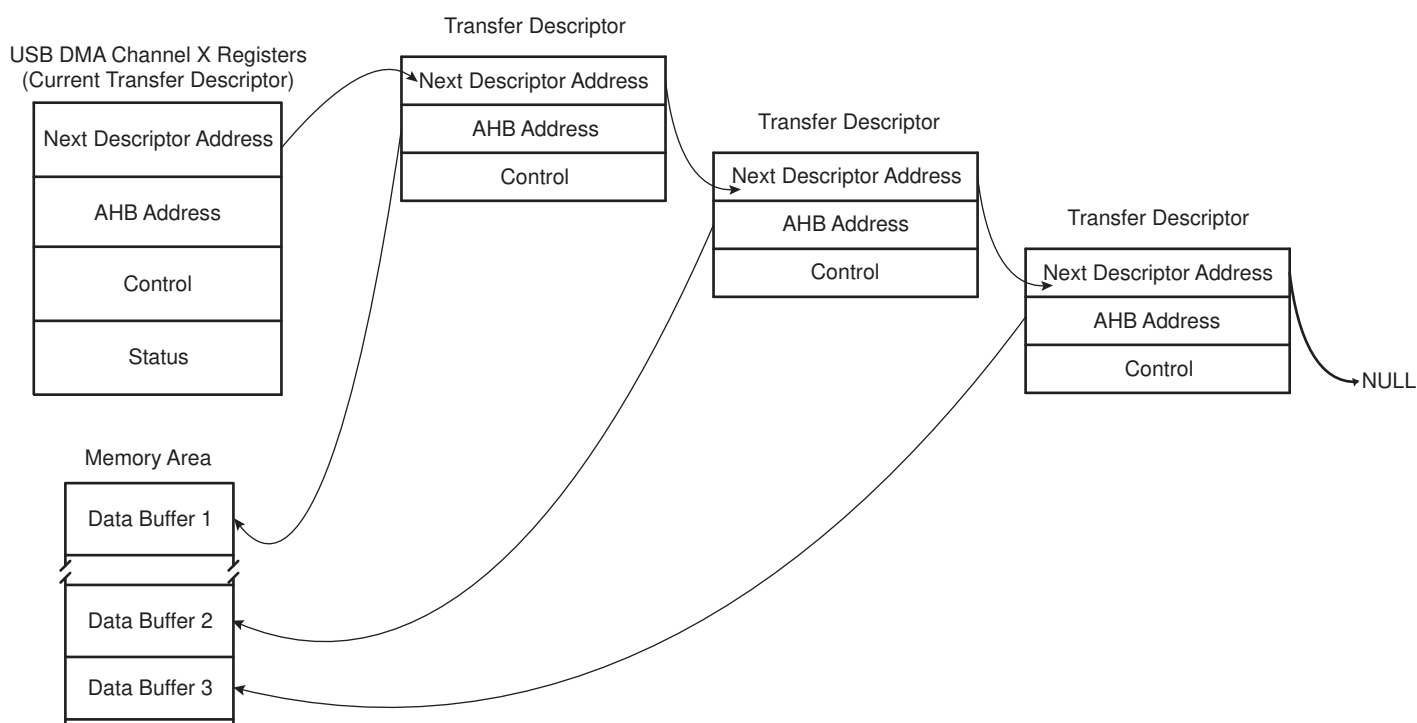 USB DMA Channel X Registers
(Current Transfer Descriptor)
Next Descriptor Address
AHB Address
Control
Status
Transfer Descriptor
Next Descriptor Address
AHB Address
Control
Transfer Descriptor
Next Descriptor Address
AHB Address
Control
Transfer Descriptor
Next Descriptor Address
AHB Address
Control
NULL
Memory Area
Data Buffer 1
Data Buffer 2
Data Buffer 3